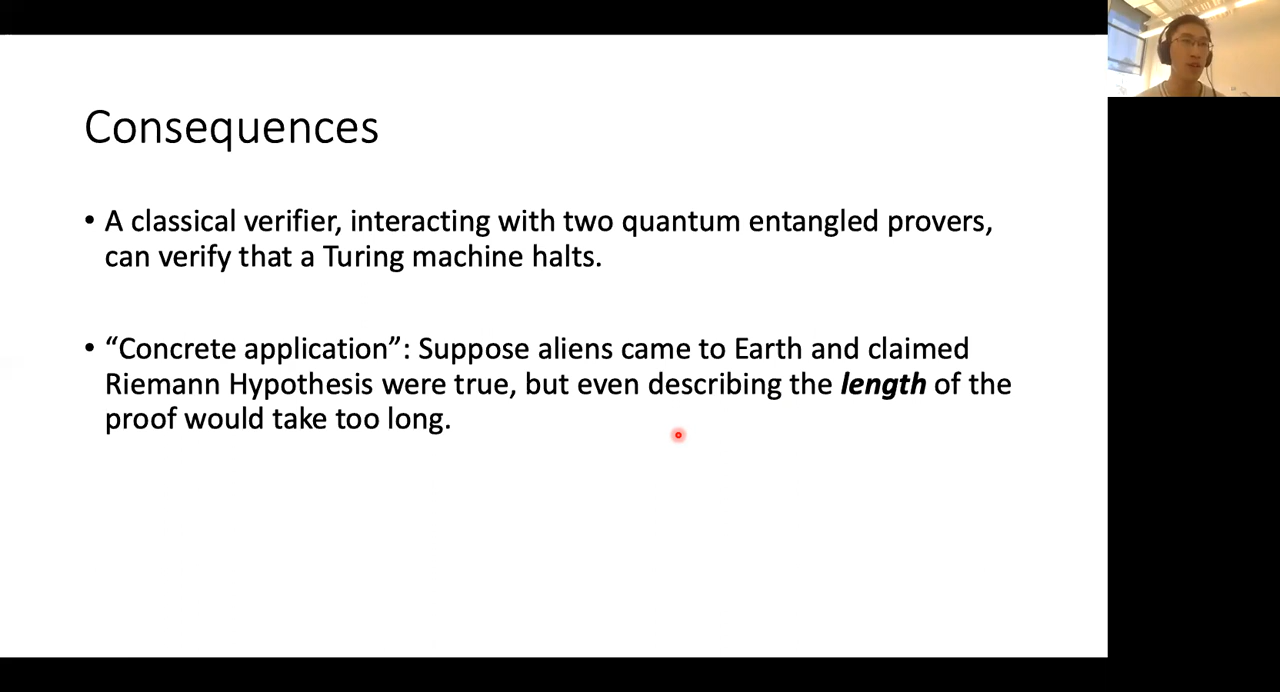 Consequences
• A classical verifier, interacting with two quantum entangled provers,
can verify that a Turing machine halts.
• “Concrete application”: Suppose aliens came to Earth and claimed
Riemann Hypothesis were true, but even describing the length of the
proof would take too long.